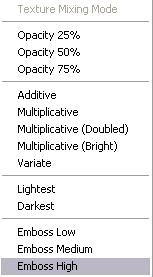 Texture Mixing Mode
Opacity 25%
Opacity 50%
Opacity 75%
Additive
Multiplicative
Multiplicative (Doubled)
Multiplicative (Bright)
Variate
Lightest
Darkest
Emboss Low
Emboss Medium
Emboss High